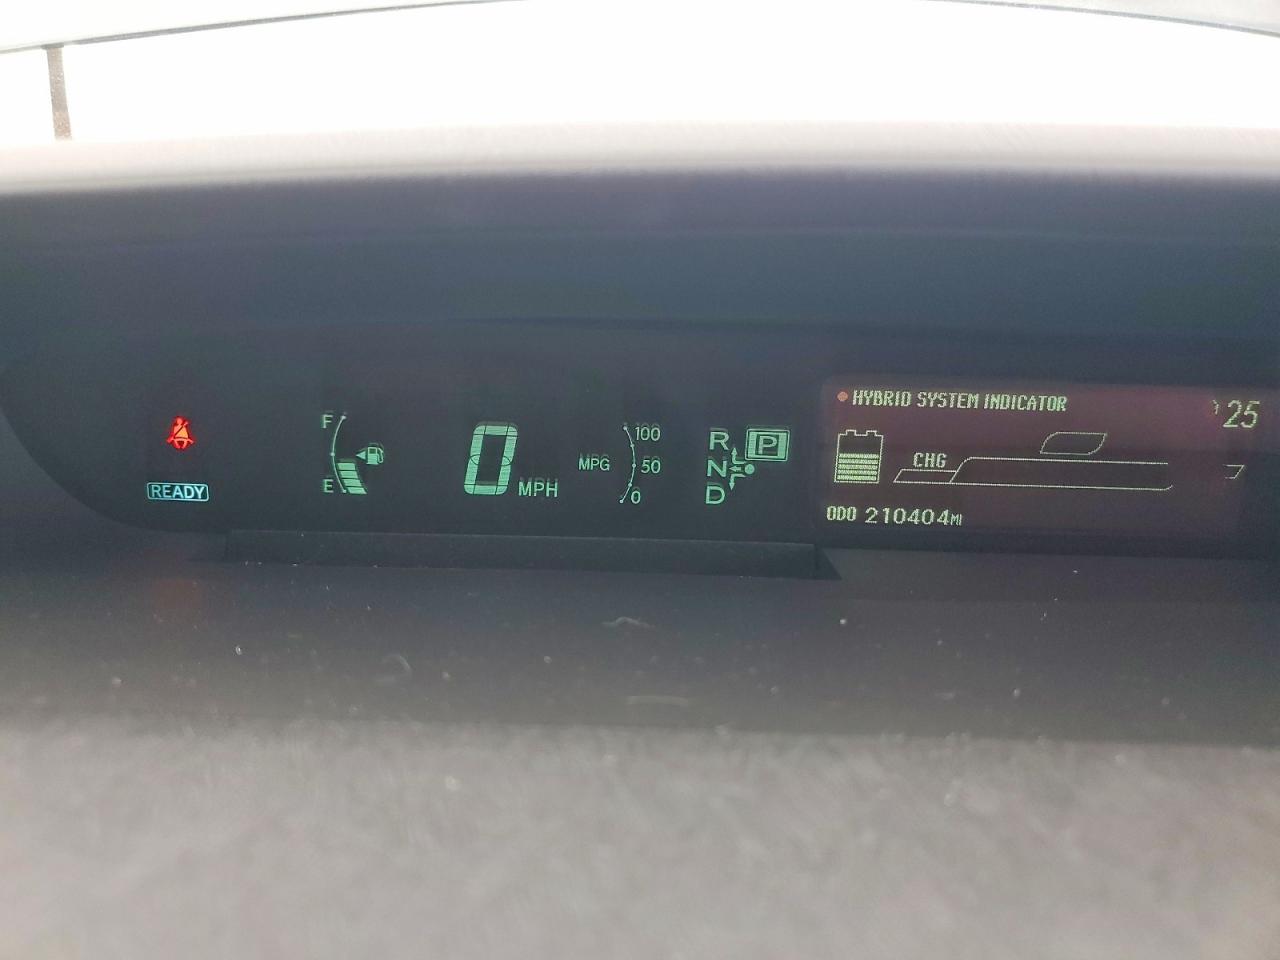 READY
F
E
0 MPH
MPG
100
50
0
R
P
N
D
HYBRID SYSTEM INDICATOR
25
CHG
ODO 210404MI